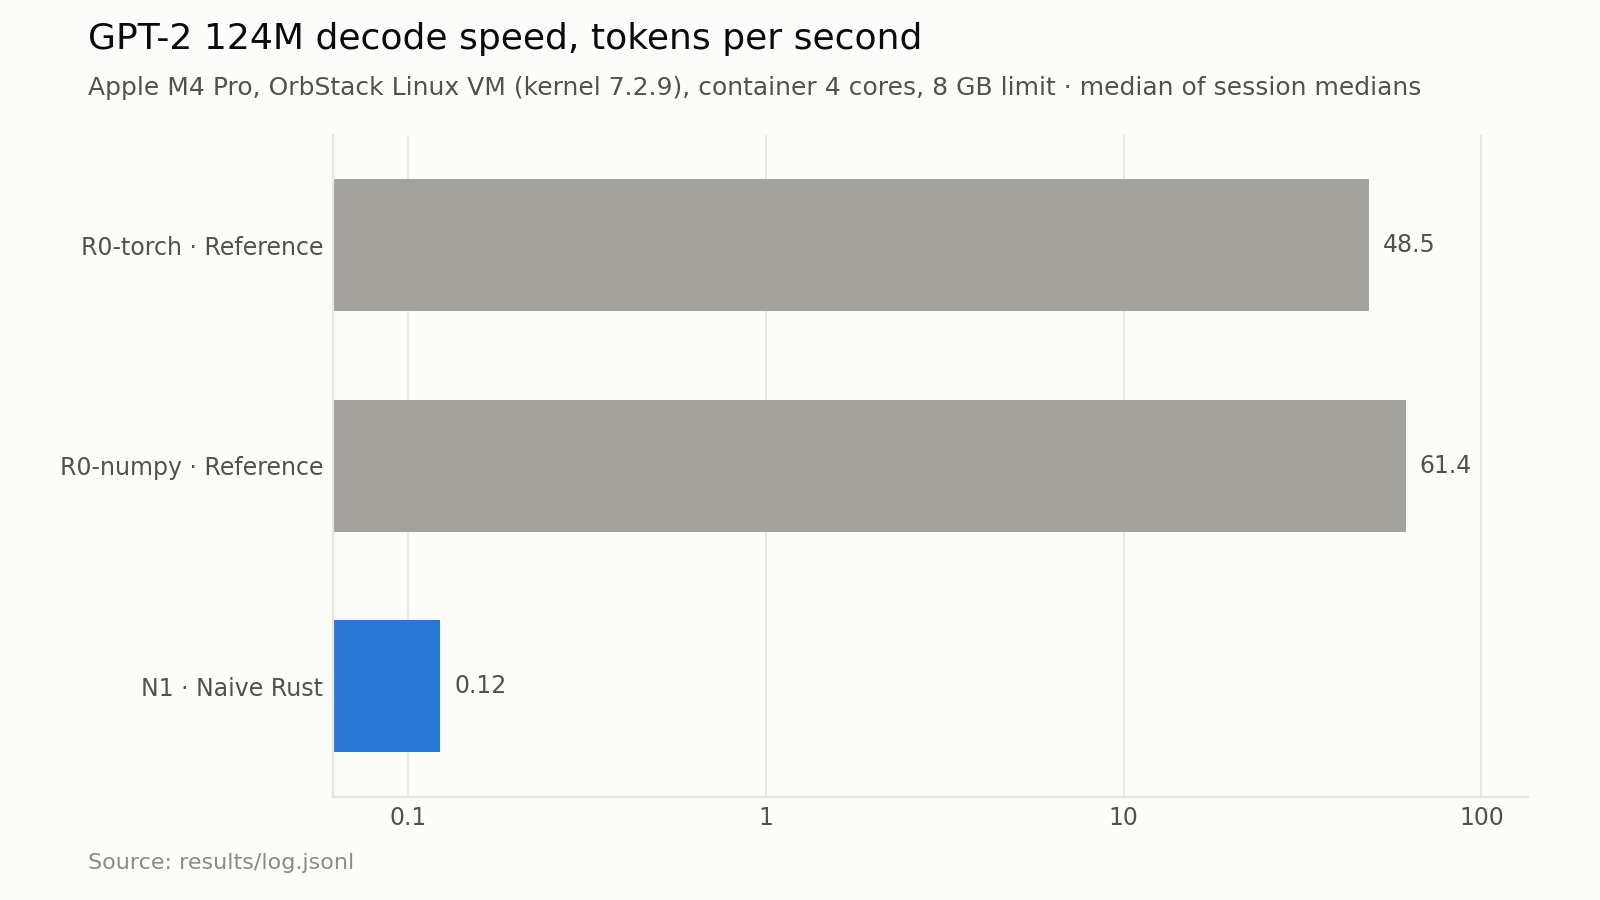 GPT-2 124M decode speed, tokens per second
Apple M4 Pro, OrbStack Linux VM (kernel 7.2.9), container 4 cores, 8 GB limit · median of session medians
R0-torch · Reference
48.5
R0-numpy · Reference
61.4
N1 · Naive Rust
0.12
0.1
1
10
100
Source: results/log.jsonl